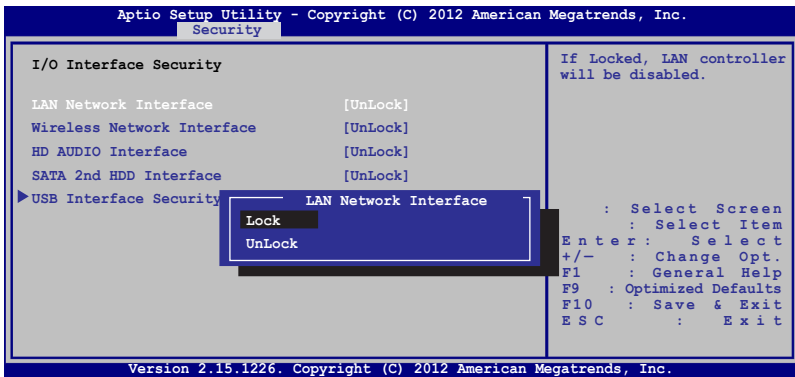 Aptio Setup Utility - Copyright (C) 2012 American Megatrends, Inc.
Security
I/O Interface Security
LAN Network Interface [UnLock]
Wireless Network Interface [UnLock]
HD AUDIO Interface [UnLock]
SATA 2nd HDD Interface [UnLock]
USB Interface Security
LAN Network Interface
Lock
UnLock
If Locked, LAN controller
will be disabled.
: Select Screen
: Select Item
Enter: Select
+/— : Change Opt.
F1 : General Help
F9 : Optimized Defaults
F10 : Save & Exit
ESC : Exit
Version 2.15.1226. Copyright (C) 2012 American Megatrends, Inc.